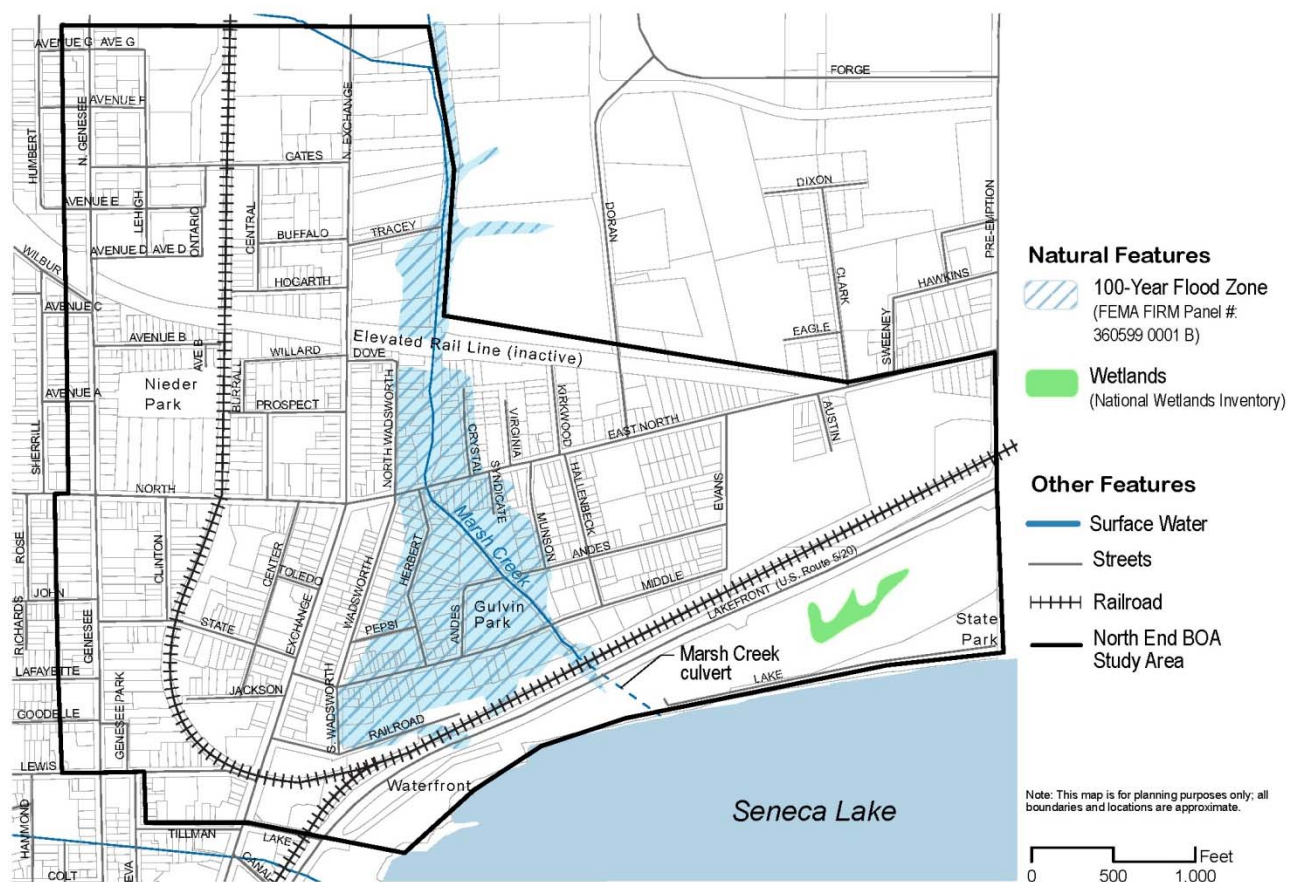 AVENUE G
AVE G
AVENUE F
HUMBERT
N. GENESEE
N. EXCHANGE
GATES
AVENUE E
LEHIGH
ONTARIO
CENTRAL
BUFFALO
TRACEY
AVENUE D
AVE D
WILBUR
HOGARTH
AVENUE C
AVENUE B
AVE B
WILLARD
DOVE
Elevated Rail Line (inactive)
Nieder
Park
AVENUE A
BURRALL
PROSPECT
SHERRILL
NORTH WADSWORTH
CRYSTAL
VIRGINIA
KIRKWOOD
EAST NORTH
SYNDICATE
HALLENBECK
MUNSON
EVANS
AUSTIN
FORGE
DIXON
DORAN
CLARK
PRE-EMPTION
HAWKINS
EAGLE
SWEENEY
NORTH
ROSE
CLINTON
CENTER
TOLEDO
EXCHANGE
WADSWORTH
HERBERT
Marsh Creek
ANDES
ANDES
MIDDLE
Gulvin
Park
PEPSI
JOHN
RICHARDS
GENESEE
STATE
LAFAYETTE
JACKSON
GENESEE PARK
GOODELLE
S. WADSWORTH
RAILROAD
LAKEFRONT (U.S. Route 5/20)
Marsh Creek
culvert
LAKE
State
Park
LEWIS
Waterfront
HAMMOND
TILLMAN
LAKE
CANAL
COLT
EVA
Seneca Lake
Natural Features
100-Year Flood Zone
(FEMA FIRM Panel #:
360599 0001 B)
Wetlands
(National Wetlands Inventory)
Other Features
Surface Water
Streets
Railroad
North End BOA
Study Area
Note: This map is for planning purposes only; all
boundaries and locations are approximate.
Feet
0 500 1,000